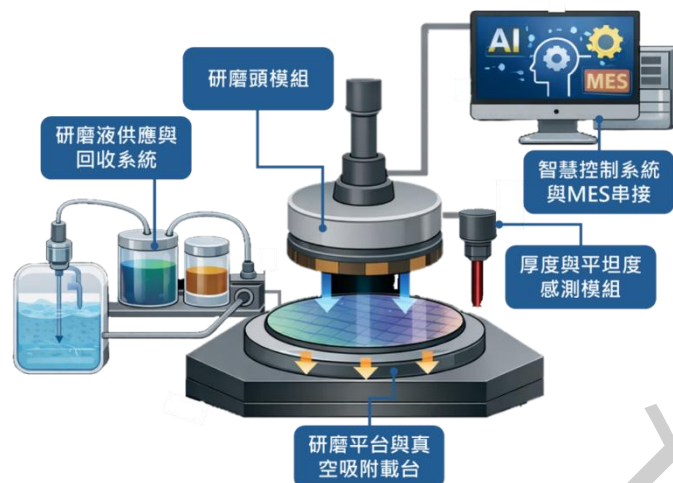 研磨頭模組
AI
MES
研磨液供應與
回收系統
智慧控制系統
與MES串接
厚度與平坦度
感測模組
研磨平台與真
空吸附載台